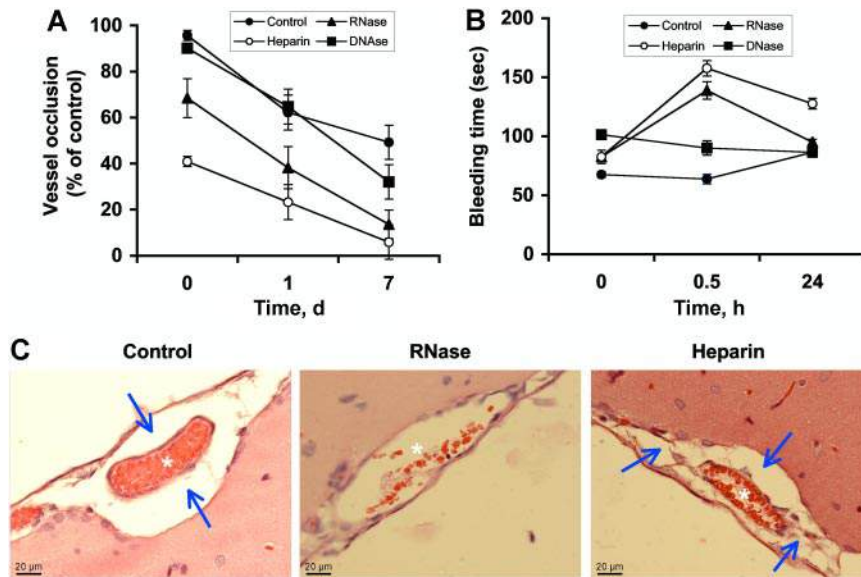 A
Control RNase
Heparin DNAse
Vessel occlusion
(% of control)
100
80
60
40
20
0
0 1 7
Time, d
B
Control RNase
Heparin DNase
Bleeding time (sec)
200
150
100
50
0
0 0.5 24
Time, h
C
Control RNase Heparin
*
*
*
20 µm
20 µm
20 µm